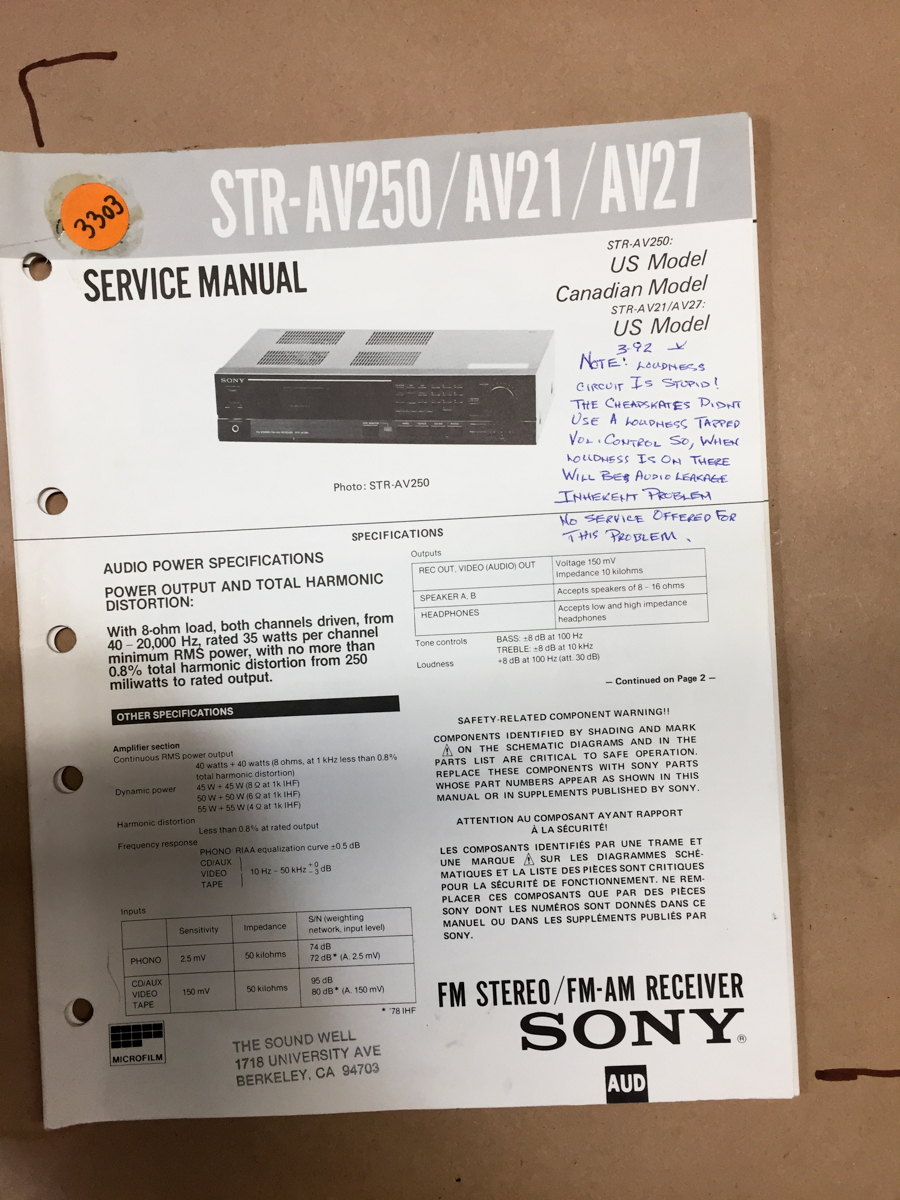 3303
STR-AV250/AV21/AV27
SERVICE MANUAL
STR-AV250:
US Model
Canadian Model
STR-AV21/AV27:
US Model
3-92
NOTE! LOUDNESS
CIRCUIT IS STUPID!
THE CHEAPSKATES DIDNT
USE A LOUDNESS TAPPED
VOL. CONTROL SO, WHEN
LOUDNESS IS ON THERE
WILL BE AUDIO LEAKAGE
INHERENT PROBLEM
NO SERVICE OFFERED FOR
THIS PROBLEM.
SONY
Photo: STR-AV250
SPECIFICATIONS
AUDIO POWER SPECIFICATIONS
POWER OUTPUT AND TOTAL HARMONIC
DISTORTION:
With 8-ohm load, both channels driven, from
40 – 20,000 Hz, rated 35 watts per channel
minimum RMS power, with no more than
0.8% total harmonic distortion from 250
miliwatts to rated output.
OTHER SPECIFICATIONS
Amplifier section
Continuous RMS power output
40 watts + 40 watts (8 ohms, at 1 kHz less than 0.8%
total harmonic distortion)
Dynamic power 45 W + 45 W (8 Ω at 1k IHF)
50 W + 50 W (6 Ω at 1k IHF)
55 W + 55 W (4 Ω at 1k IHF)
Harmonic distortion
Less than 0.8% at rated output
Frequency response
PHONO: RIAA equalization curve ±0.5 dB
CD/AUX
VIDEO 10 Hz – 50 kHz +0 −3 dB
TAPE
Inputs
Sensitivity Impedance S/N (weighting
network, input level)
PHONO 2.5 mV 50 kilohms 74 dB
72 dB* (A. 2.5 mV)
CD/AUX
VIDEO
TAPE 150 mV 50 kilohms 95 dB
80 dB* (A. 150 mV)
* '78 IHF
Outputs
REC OUT, VIDEO (AUDIO) OUT Voltage 150 mV
Impedance 10 kilohms
SPEAKER A, B Accepts speakers of 8 – 16 ohms
HEADPHONES Accepts low and high impedance
headphones
Tone controls BASS: ±8 dB at 100 Hz
TREBLE: ±8 dB at 10 kHz
Loudness +8 dB at 100 Hz (att. 30 dB)
— Continued on Page 2 —
SAFETY-RELATED COMPONENT WARNING!!
COMPONENTS IDENTIFIED BY SHADING AND MARK
⚠ ON THE SCHEMATIC DIAGRAMS AND IN THE
PARTS LIST ARE CRITICAL TO SAFE OPERATION.
REPLACE THESE COMPONENTS WITH SONY PARTS
WHOSE PART NUMBERS APPEAR AS SHOWN IN THIS
MANUAL OR IN SUPPLEMENTS PUBLISHED BY SONY.
ATTENTION AU COMPOSANT AYANT RAPPORT
À LA SÉCURITÉ!
LES COMPOSANTS IDENTIFIÉS PAR UNE TRAME ET
UNE MARQUE ⚠ SUR LES DIAGRAMMES SCHÉ-
MATIQUES ET LA LISTE DES PIÈCES SONT CRITIQUES
POUR LA SÉCURITÉ DE FONCTIONNEMENT. NE REM-
PLACER CES COMPOSANTS QUE PAR DES PIÈCES
SONY DONT LES NUMÉROS SONT DONNÉS DANS CE
MANUEL OU DANS LES SUPPLÉMENTS PUBLIÉS PAR
SONY.
MICROFILM
THE SOUND WELL
1718 UNIVERSITY AVE
BERKELEY, CA 94703
FM STEREO/FM-AM RECEIVER
SONY®
AUD